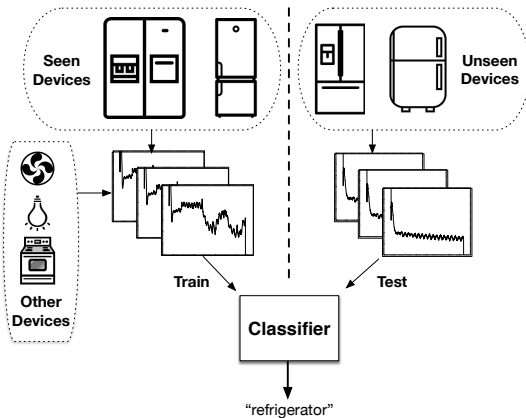 Seen
Devices
Unseen
Devices
Other
Devices
Train
Test
Classifier
“refrigerator”